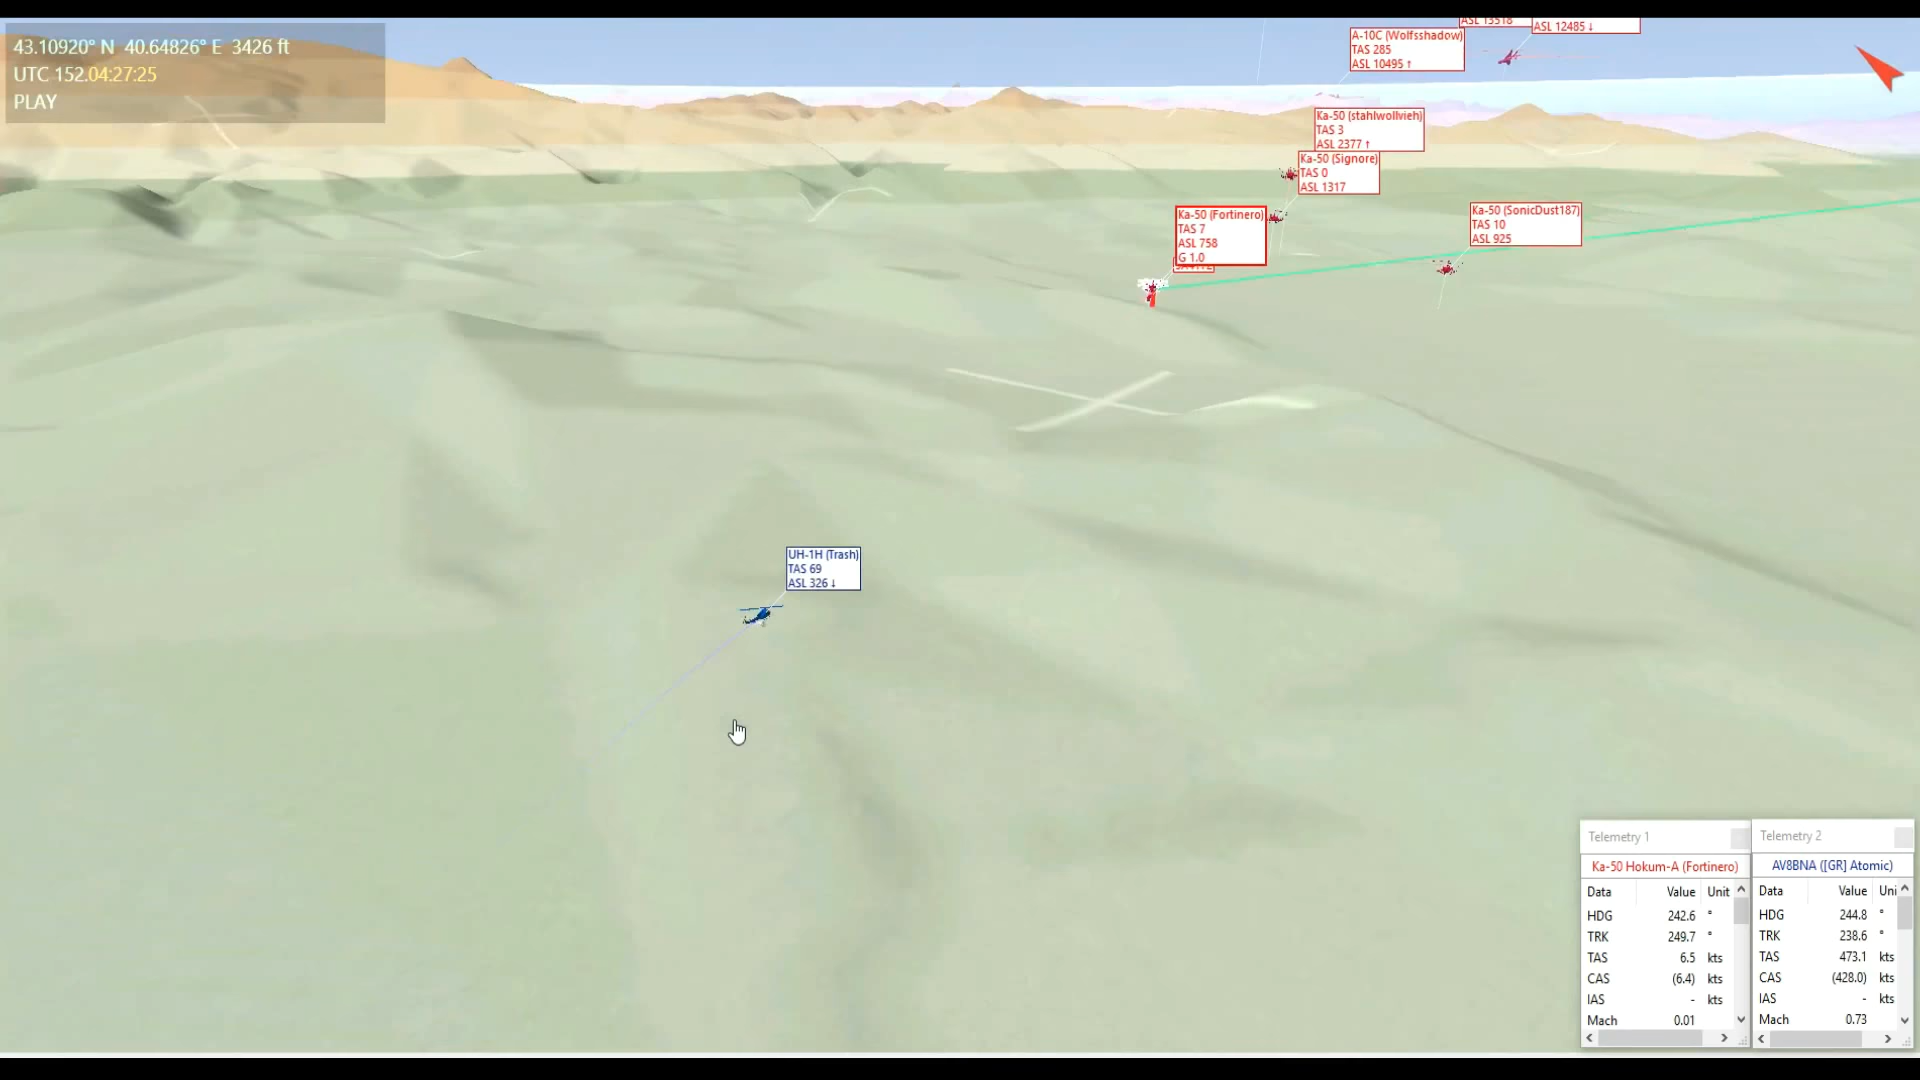 43.10920° N 40.64826° E 3426 ft
UTC 152.04:27:25
PLAY
ASL 13518
ASL 12485 ↓
A-10C (Wolfsshadow)
TAS 285
ASL 10495 ↑
Ka-50 (stahlwollvieh)
TAS 3
ASL 2377 ↑
Ka-50 (Signore)
TAS 0
ASL 1317
Ka-50 (Fortinero)
TAS 7
ASL 758
G 1.0
Ka-50 (SonicDust187)
TAS 10
ASL 925
UH-1H (Trash)
TAS 69
ASL 326 ↓
Telemetry 1
Ka-50 Hokum-A (Fortinero)
Data Value Unit
HDG 242.6 °
TRK 249.7 °
TAS 6.5 kts
CAS (6.4) kts
IAS - kts
Mach 0.01
Telemetry 2
AV8BNA ([GR] Atomic)
Data Value Uni
HDG 244.8 °
TRK 238.6 °
TAS 473.1 kts
CAS (428.0) kts
IAS - kts
Mach 0.73